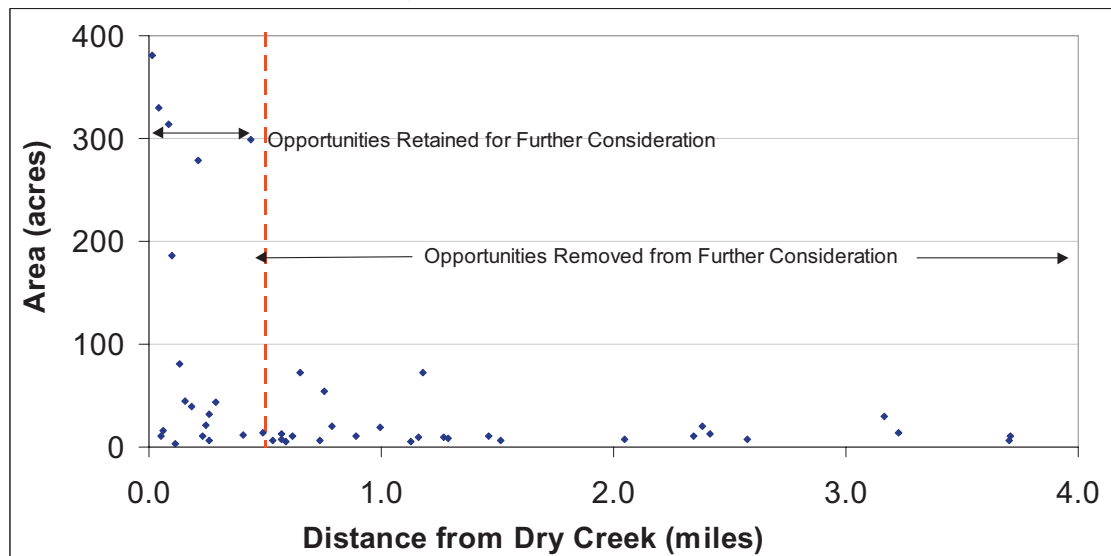 400
300
200
100
0
Area (acres)
Opportunities Retained for Further Consideration
Opportunities Removed from Further Consideration
0.0 1.0 2.0 3.0 4.0
Distance from Dry Creek (miles)